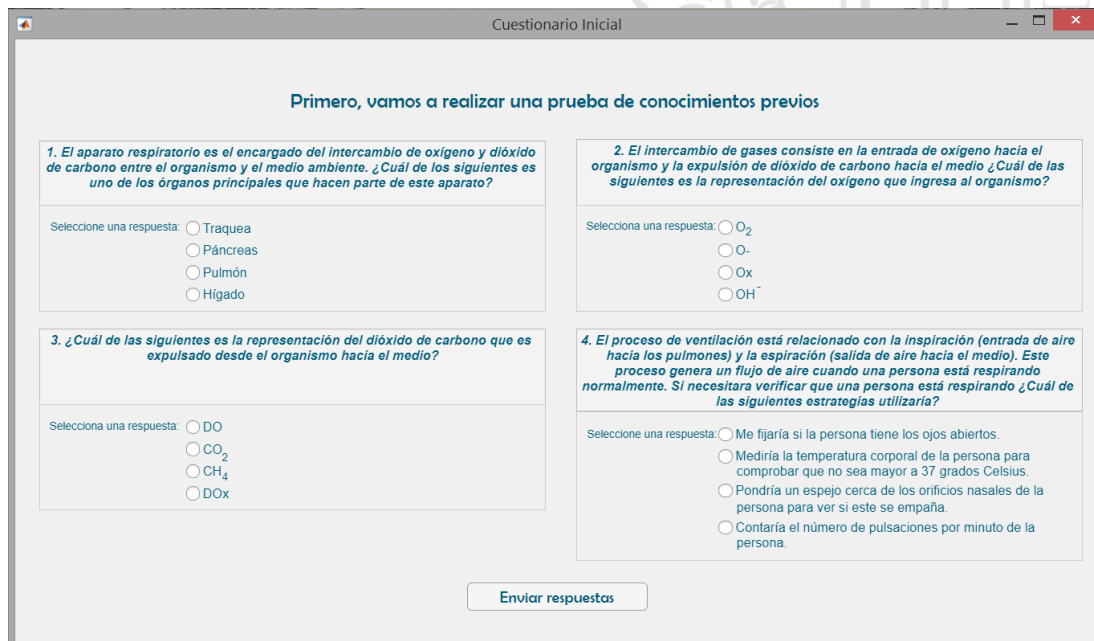 Cuestionario Inicial
Primero, vamos a realizar una prueba de conocimientos previos
1. El aparato respiratorio es el encargado del intercambio de oxígeno y dióxido
de carbono entre el organismo y el medio ambiente. ¿Cuál de los siguientes es
uno de los órganos principales que hacen parte de este aparato?
Seleccione una respuesta: Traquea
Páncreas
Pulmón
Hígado
2. El intercambio de gases consiste en la entrada de oxígeno hacia el
organismo y la expulsión de dióxido de carbono hacia el medio ¿Cuál de las
siguientes es la representación del oxígeno que ingresa al organismo?
Selecciona una respuesta: O₂
O-
Ox
OH⁻
3. ¿Cuál de las siguientes es la representación del dióxido de carbono que es
expulsado desde el organismo hacia el medio?
Selecciona una respuesta: DO
CO₂
CH₄
DOx
4. El proceso de ventilación está relacionado con la inspiración (entrada de aire
hacia los pulmones) y la espiración (salida de aire hacia el medio). Este
proceso genera un flujo de aire cuando una persona está respirando
normalmente. Si necesitara verificar que una persona está respirando ¿Cuál de
las siguientes estrategias utilizaría?
Seleccione una respuesta: Me fijaría si la persona tiene los ojos abiertos.
Mediría la temperatura corporal de la persona para
comprobar que no sea mayor a 37 grados Celsius.
Pondría un espejo cerca de los orificios nasales de la
persona para ver si este se empaña.
Contaría el número de pulsaciones por minuto de la
persona.
Enviar respuestas